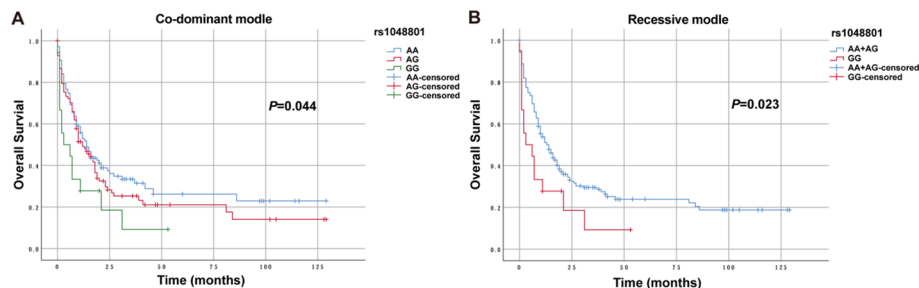 A
Co-dominant modle
rs1048801
AA
AG
GG
AA-censored
AG-censored
GG-censored
P=0.044
Overall Survial
1.0
0.8
0.6
0.4
0.2
0.0
0
25
50
75
100
125
Time (months)
B
Recessive modle
rs1048801
AA+AG
GG
AA+AG-censored
GG-censored
P=0.023
Overall Survial
1.0
0.8
0.6
0.4
0.2
0.0
0
25
50
75
100
125
Time (months)